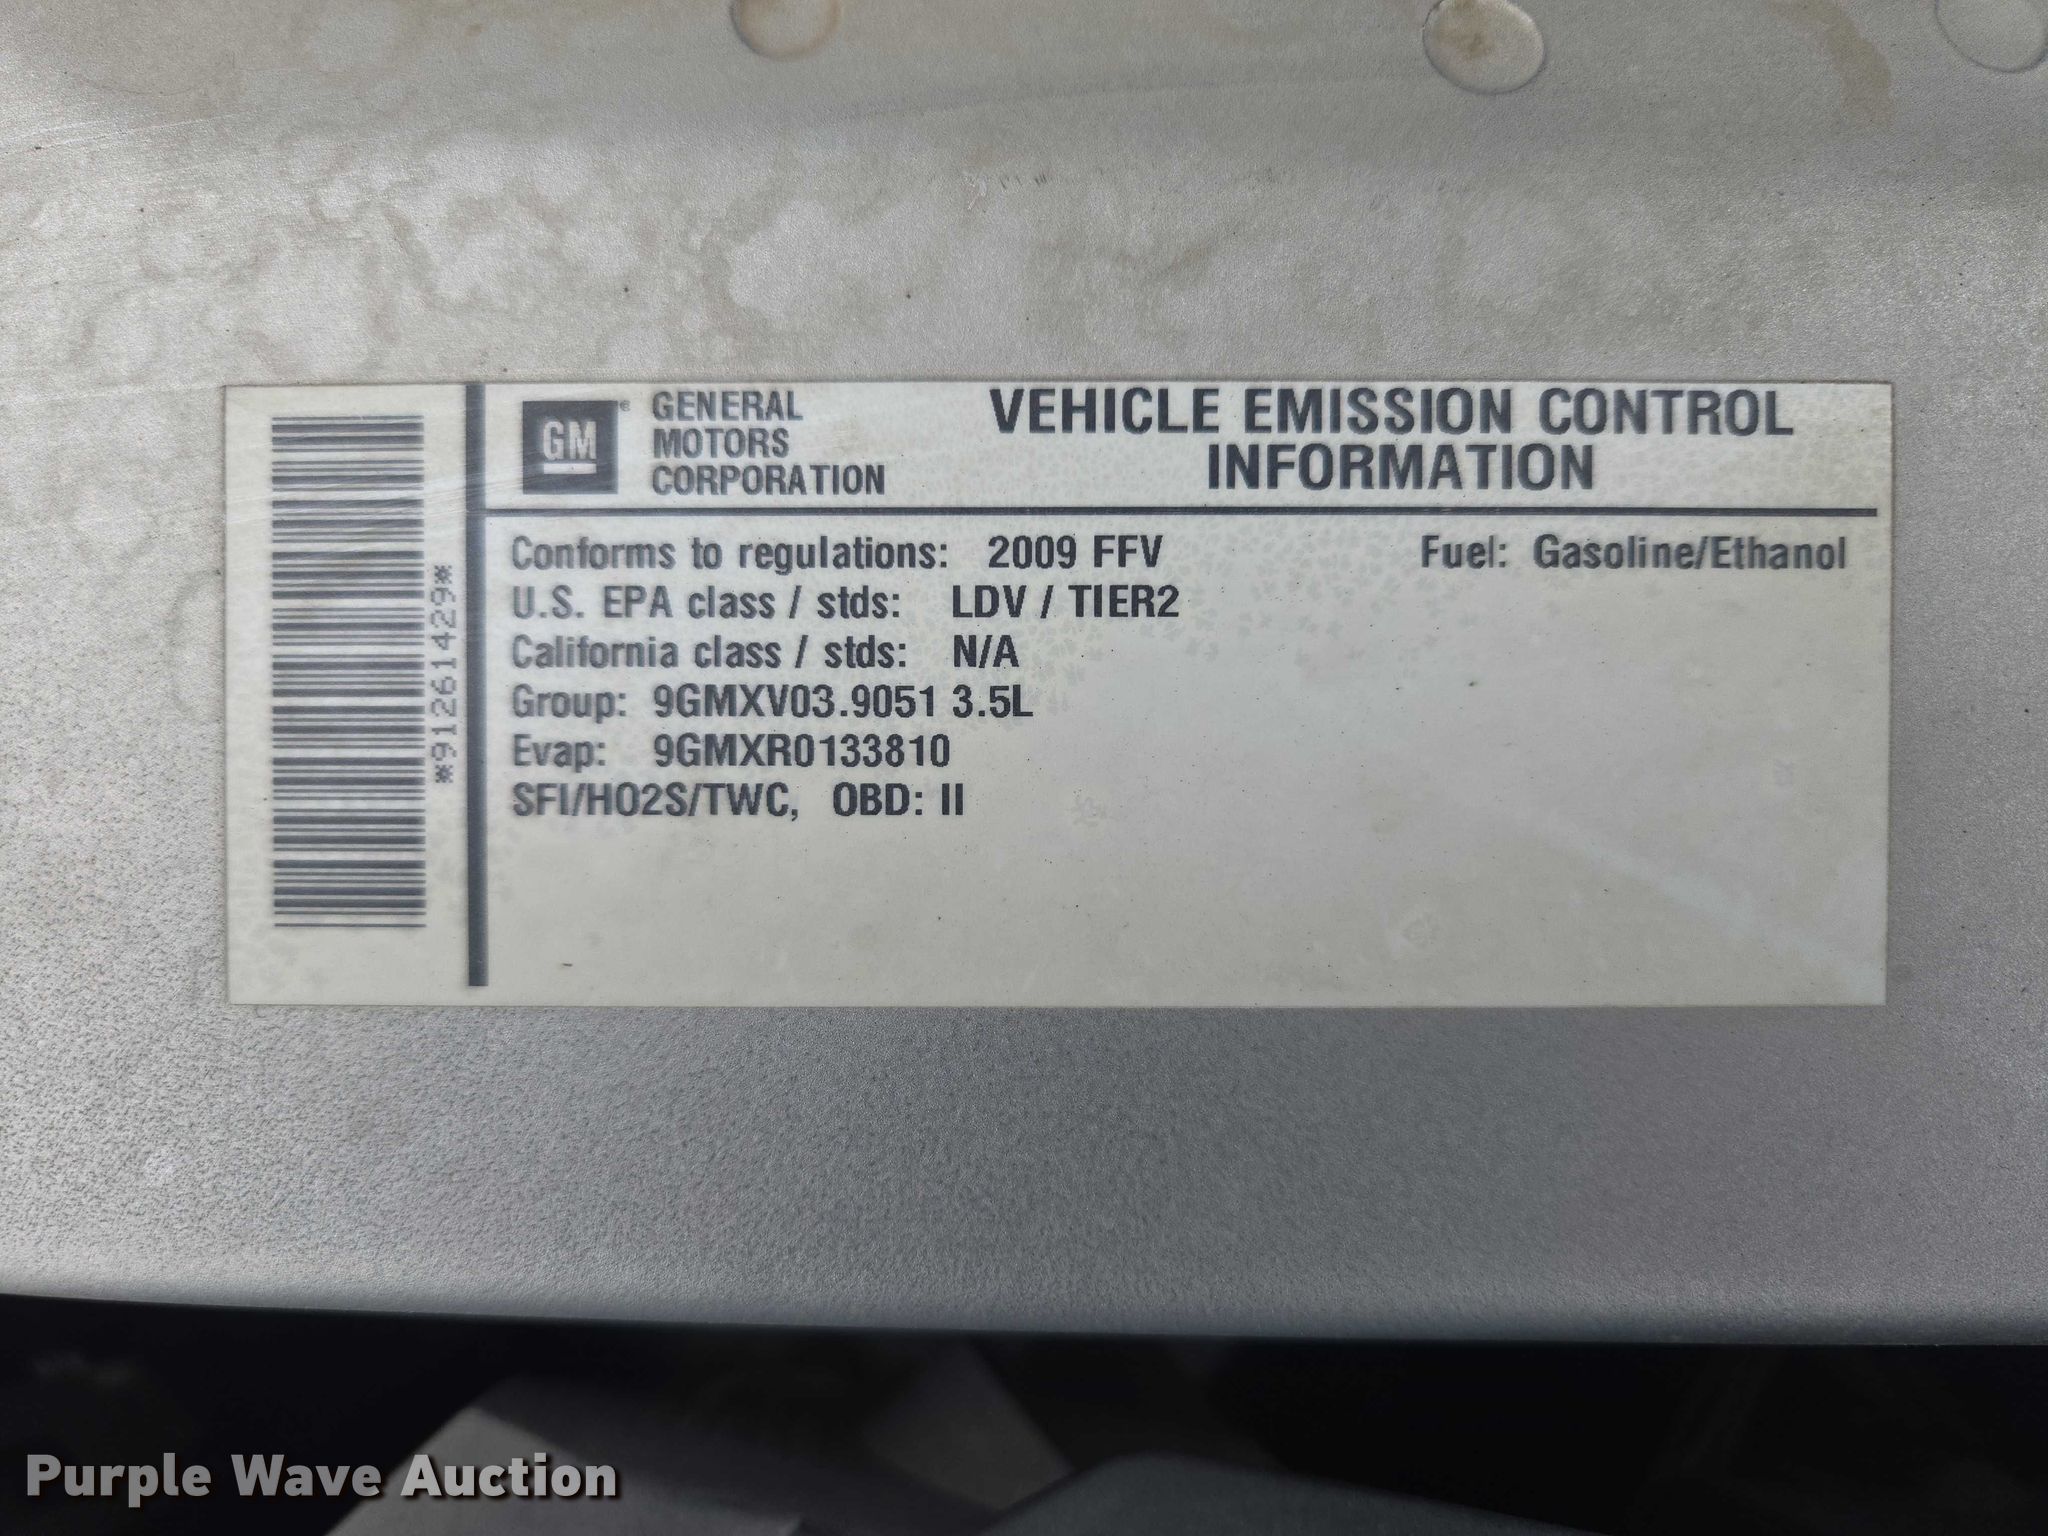 *91261429*
GM
GENERAL
MOTORS
CORPORATION
VEHICLE EMISSION CONTROL
INFORMATION
Conforms to regulations: 2009 FFV Fuel: Gasoline/Ethanol
U.S. EPA class / stds: LDV / TIER2
California class / stds: N/A
Group: 9GMXV03.9051 3.5L
Evap: 9GMXR0133810
SFI/HO2S/TWC, OBD: II
Purple Wave Auction